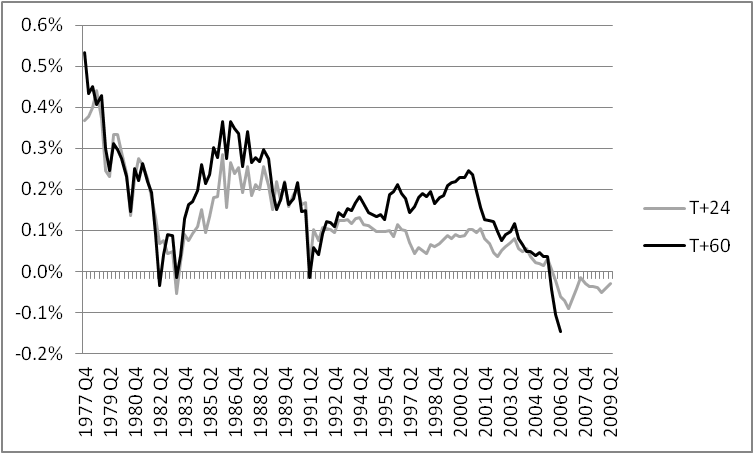 0.6%
0.5%
0.4%
0.3%
0.2%
0.1%
0.0%
-0.1%
-0.2%
T+24
T+60
1977 Q4
1979 Q2
1980 Q4
1982 Q2
1983 Q4
1985 Q2
1986 Q4
1988 Q2
1989 Q4
1991 Q2
1992 Q4
1994 Q2
1995 Q4
1997 Q2
1998 Q4
2000 Q2
2001 Q4
2003 Q2
2004 Q4
2006 Q2
2007 Q4
2009 Q2